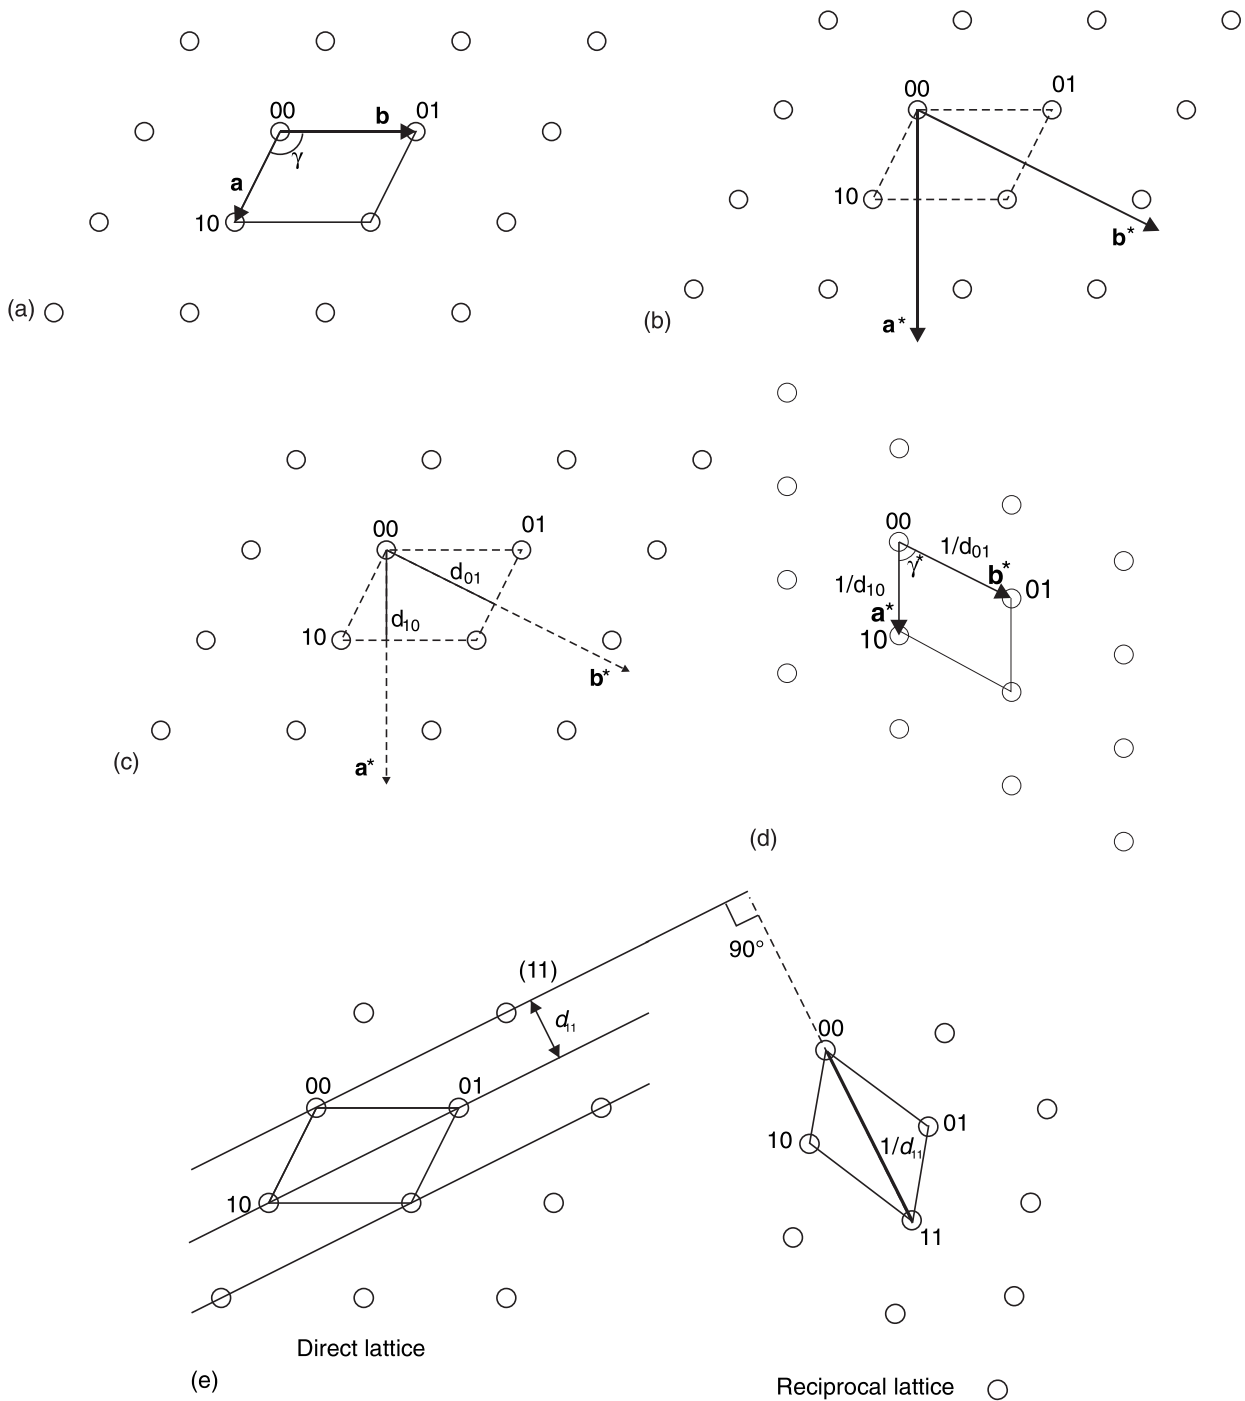 00
01
b
γ
a
10
(a)
00
01
10
b*
a*
(b)
00
01
d01
d10
10
b*
a*
(c)
00
1/d01
γ*
b*
01
1/d10
a*
10
(d)
(11)
90°
d11
00
01
10
00
01
10
1/d11
11
Direct lattice
(e)
Reciprocal lattice